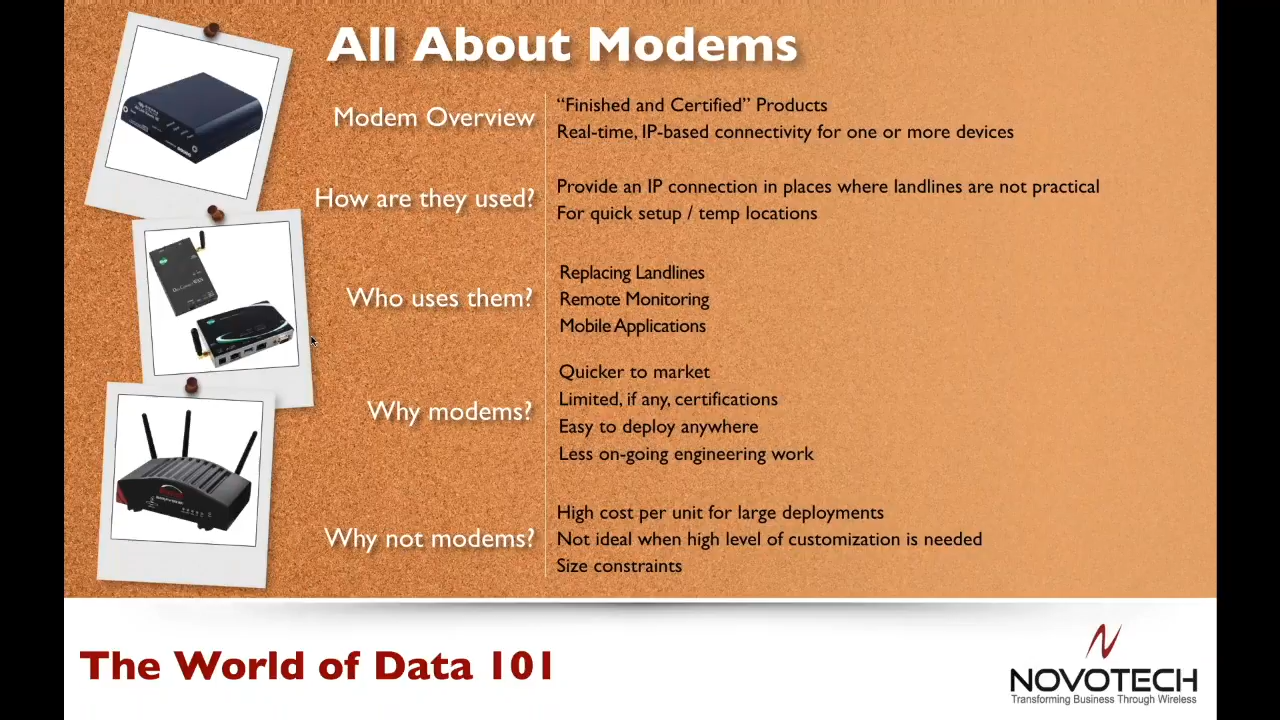 All About Modems
Modem Overview
“Finished and Certified” Products
Real-time, IP-based connectivity for one or more devices
How are they used?
Provide an IP connection in places where landlines are not practical
For quick setup / temp locations
Who uses them?
Replacing Landlines
Remote Monitoring
Mobile Applications
Why modems?
Quicker to market
Limited, if any, certifications
Easy to deploy anywhere
Less on-going engineering work
Why not modems?
High cost per unit for large deployments
Not ideal when high level of customization is needed
Size constraints
The World of Data 101
NOVOTECH
Transforming Business Through Wireless